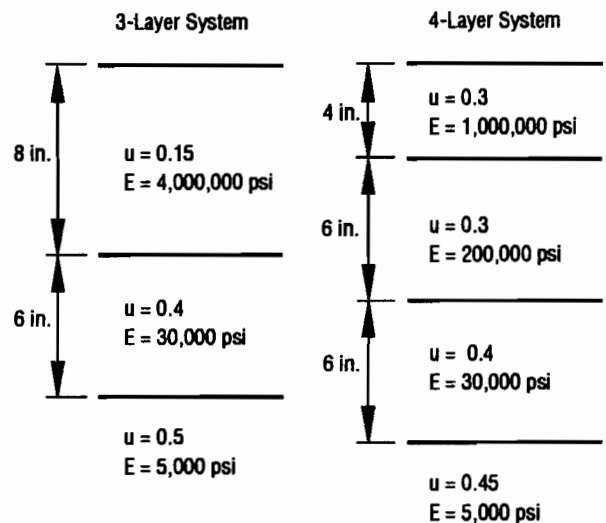 3-Layer System
8 in.
u = 0.15
E = 4,000,000 psi
6 in.
u = 0.4
E = 30,000 psi
u = 0.5
E = 5,000 psi
4-Layer System
4 in.
u = 0.3
E = 1,000,000 psi
6 in.
u = 0.3
E = 200,000 psi
6 in.
u = 0.4
E = 30,000 psi
u = 0.45
E = 5,000 psi